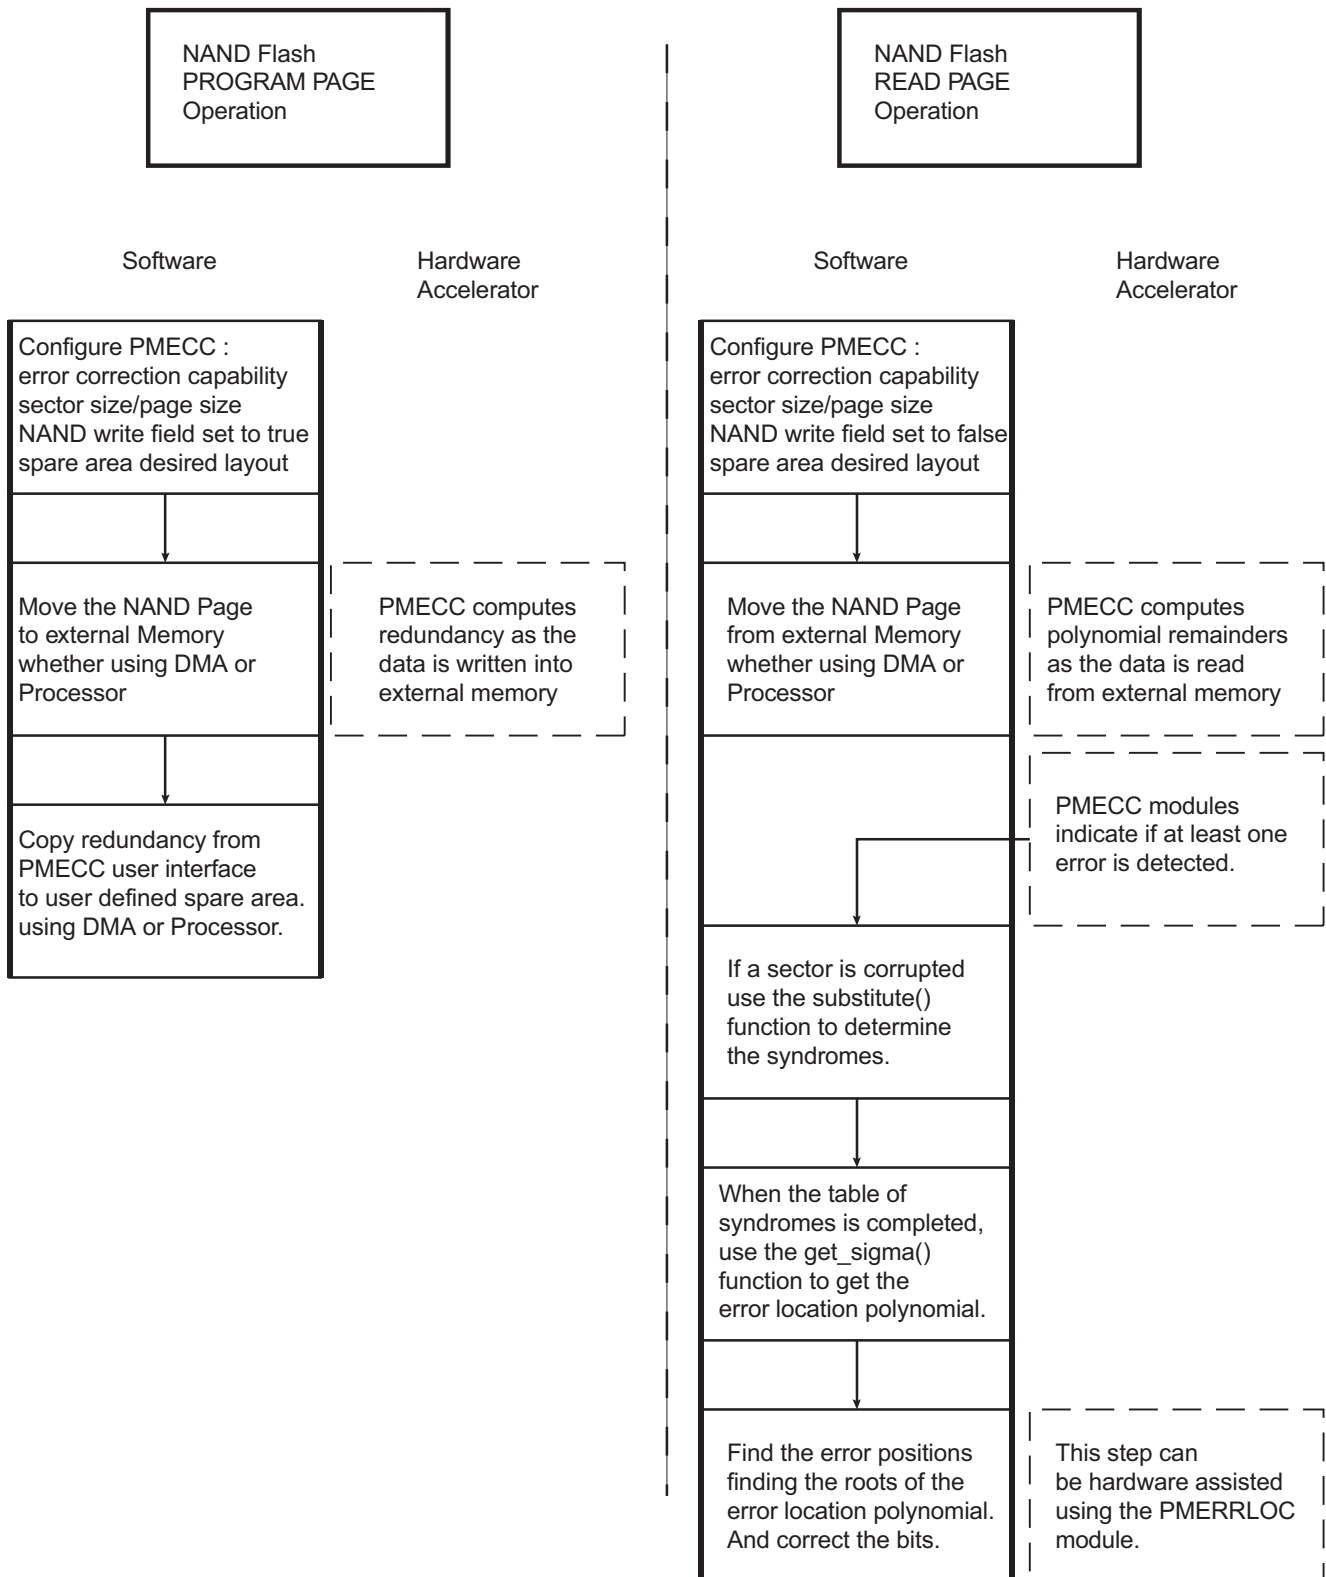 NAND Flash
PROGRAM PAGE
Operation
NAND Flash
READ PAGE
Operation
Software
Hardware
Accelerator
Software
Hardware
Accelerator
Configure PMECC :
error correction capability
sector size/page size
NAND write field set to true
spare area desired layout
Move the NAND Page
to external Memory
whether using DMA or
Processor
PMECC computes
redundancy as the
data is written into
external memory
Copy redundancy from
PMECC user interface
to user defined spare area.
using DMA or Processor.
Configure PMECC :
error correction capability
sector size/page size
NAND write field set to false
spare area desired layout
Move the NAND Page
from external Memory
whether using DMA or
Processor
PMECC computes
polynomial remainders
as the data is read
from external memory
PMECC modules
indicate if at least one
error is detected.
If a sector is corrupted
use the substitute()
function to determine
the syndromes.
When the table of
syndromes is completed,
use the get_sigma()
function to get the
error location polynomial.
Find the error positions
finding the roots of the
error location polynomial.
And correct the bits.
This step can
be hardware assisted
using the PMERRLOC
module.